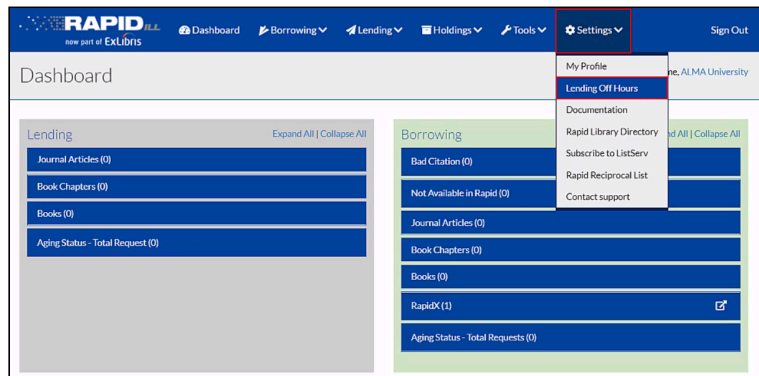 RAPID ILL
now part of ExLibris
Dashboard
Borrowing
Lending
Holdings
Tools
Settings
Sign Out
Dashboard
me, ALMA University
My Profile
Lending Off Hours
Documentation
Rapid Library Directory
Subscribe to ListServ
Rapid Reciprocal List
Contact support
Lending
Expand All | Collapse All
Journal Articles (0)
Book Chapters (0)
Books (0)
Aging Status - Total Request (0)
Borrowing
nd All | Collapse All
Bad Citation (0)
Not Available in Rapid (0)
Journal Articles (0)
Book Chapters (0)
Books (0)
RapidX (1)
Aging Status - Total Requests (0)